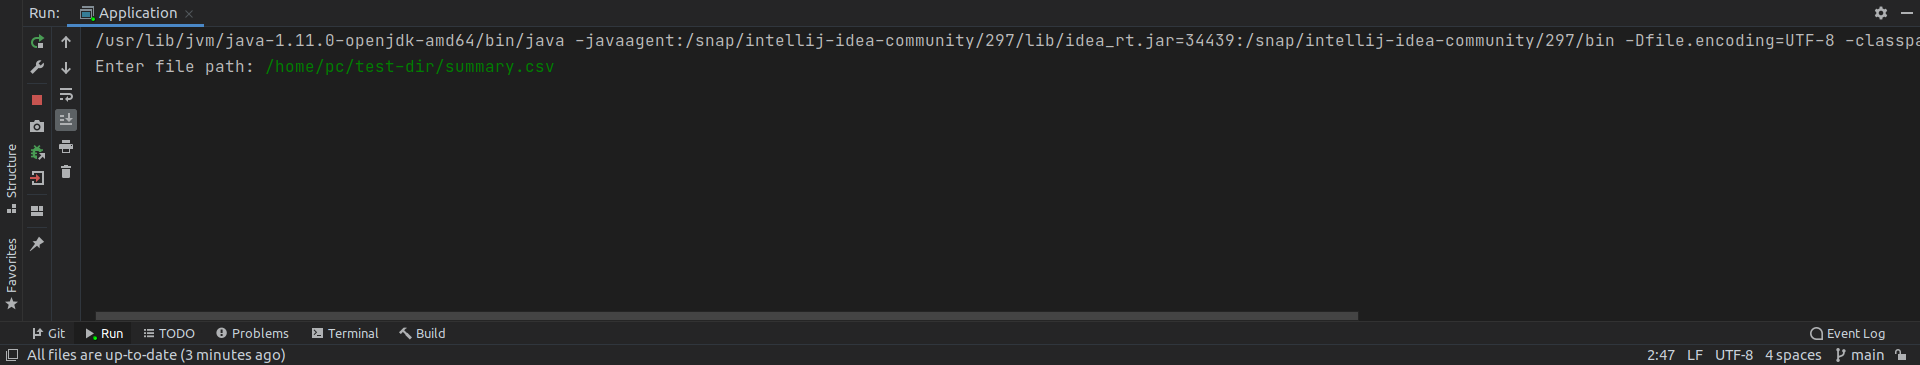 Run: Application
/usr/lib/jvm/java-1.11.0-openjdk-amd64/bin/java -javaagent:/snap/intellij-idea-community/297/lib/idea_rt.jar=34439:/snap/intellij-idea-community/297/bin -Dfile.encoding=UTF-8 -classpa
Enter file path: /home/pc/test-dir/summary.csv
Structure
Favorites
Git Run TODO Problems Terminal Build Event Log
All files are up-to-date (3 minutes ago) 2:47 LF UTF-8 4 spaces main